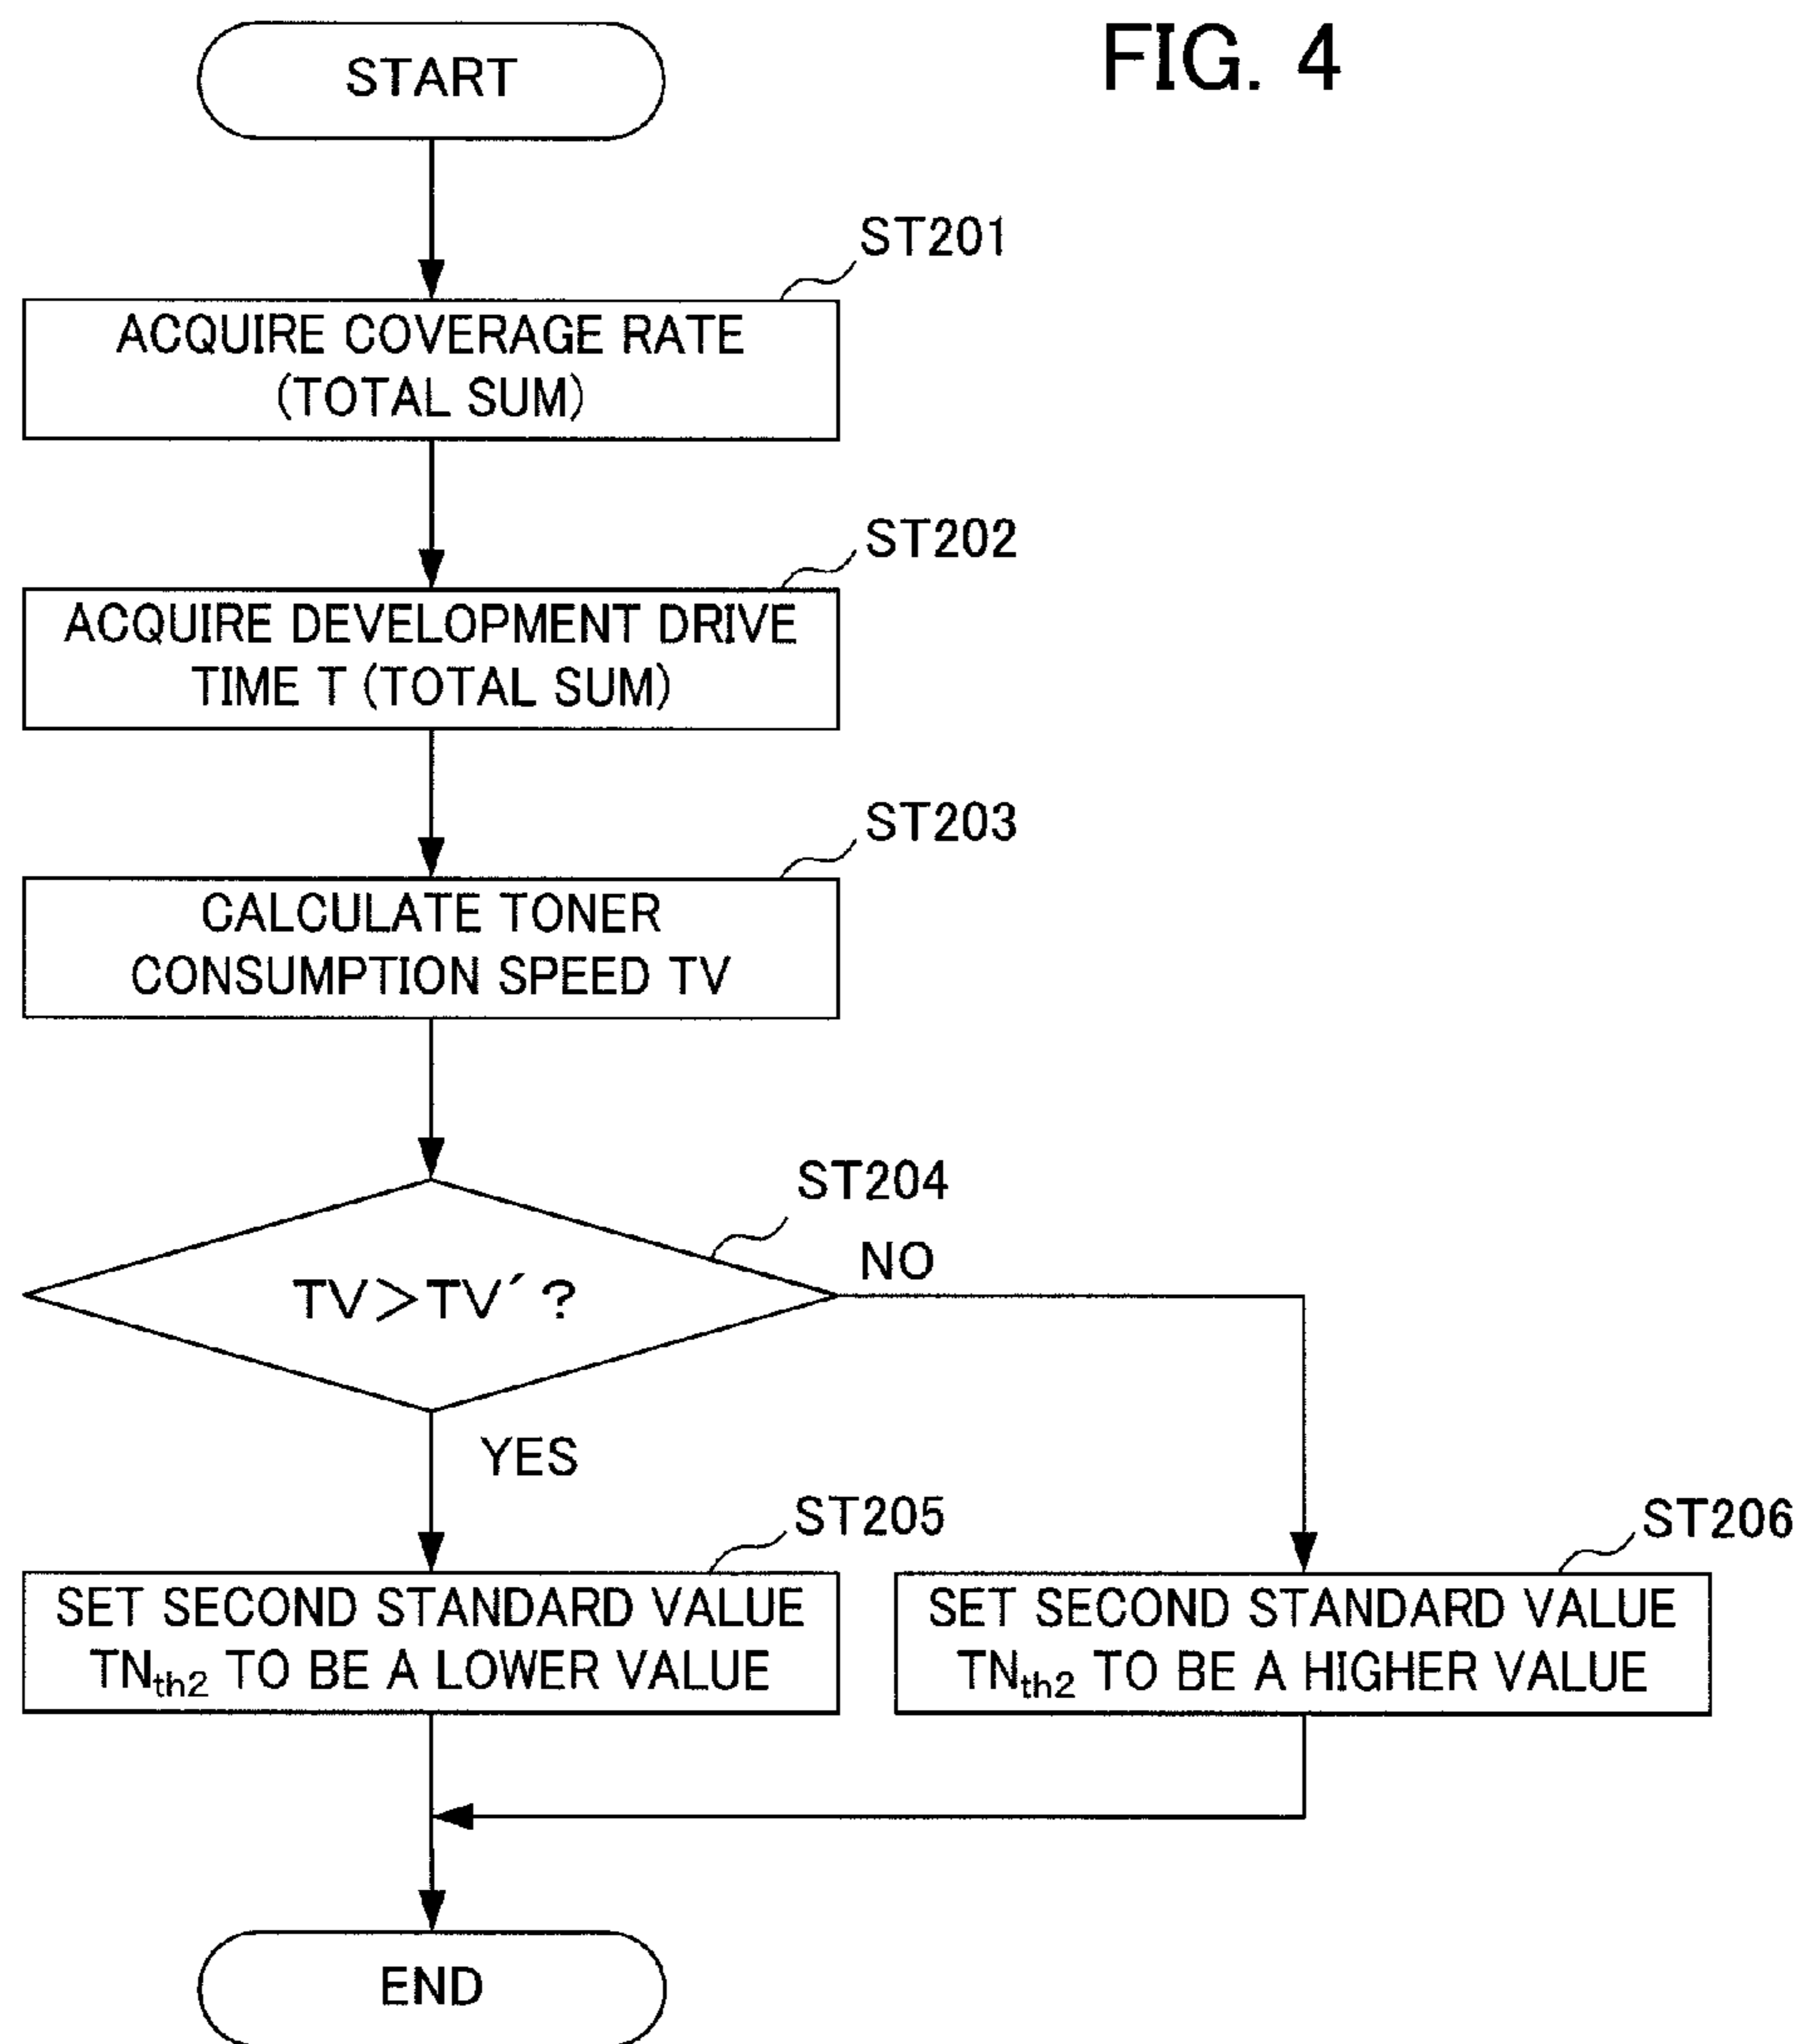 FIG. 4
START
ST201
ACQUIRE COVERAGE RATE
(TOTAL SUM)
ST202
ACQUIRE DEVELOPMENT DRIVE
TIME T (TOTAL SUM)
ST203
CALCULATE TONER
CONSUMPTION SPEED TV
ST204
TV>TV´?
NO
YES
ST205
SET SECOND STANDARD VALUE
TNth2 TO BE A LOWER VALUE
ST206
SET SECOND STANDARD VALUE
TNth2 TO BE A HIGHER VALUE
END